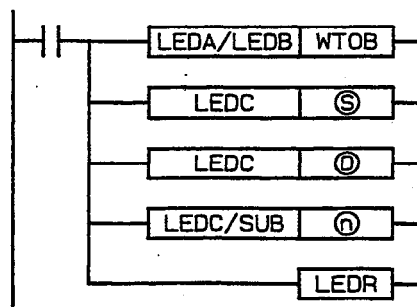 LEDA/LEDB WTOB
LEDC Ⓢ
LEDC Ⓓ
LEDC/SUB ⓝ
LEDR